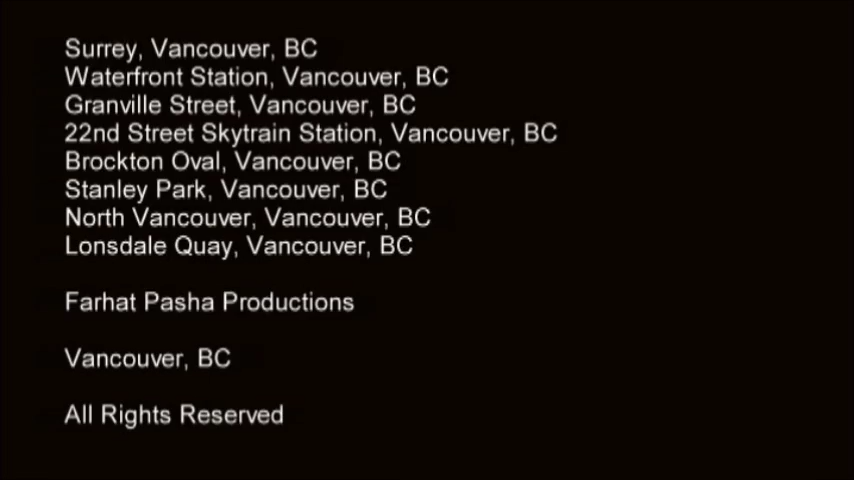 Surrey, Vancouver, BC
Waterfront Station, Vancouver, BC
Granville Street, Vancouver, BC
22nd Street Skytrain Station, Vancouver, BC
Brockton Oval, Vancouver, BC
Stanley Park, Vancouver, BC
North Vancouver, Vancouver, BC
Lonsdale Quay, Vancouver, BC
Farhat Pasha Productions
Vancouver, BC
All Rights Reserved